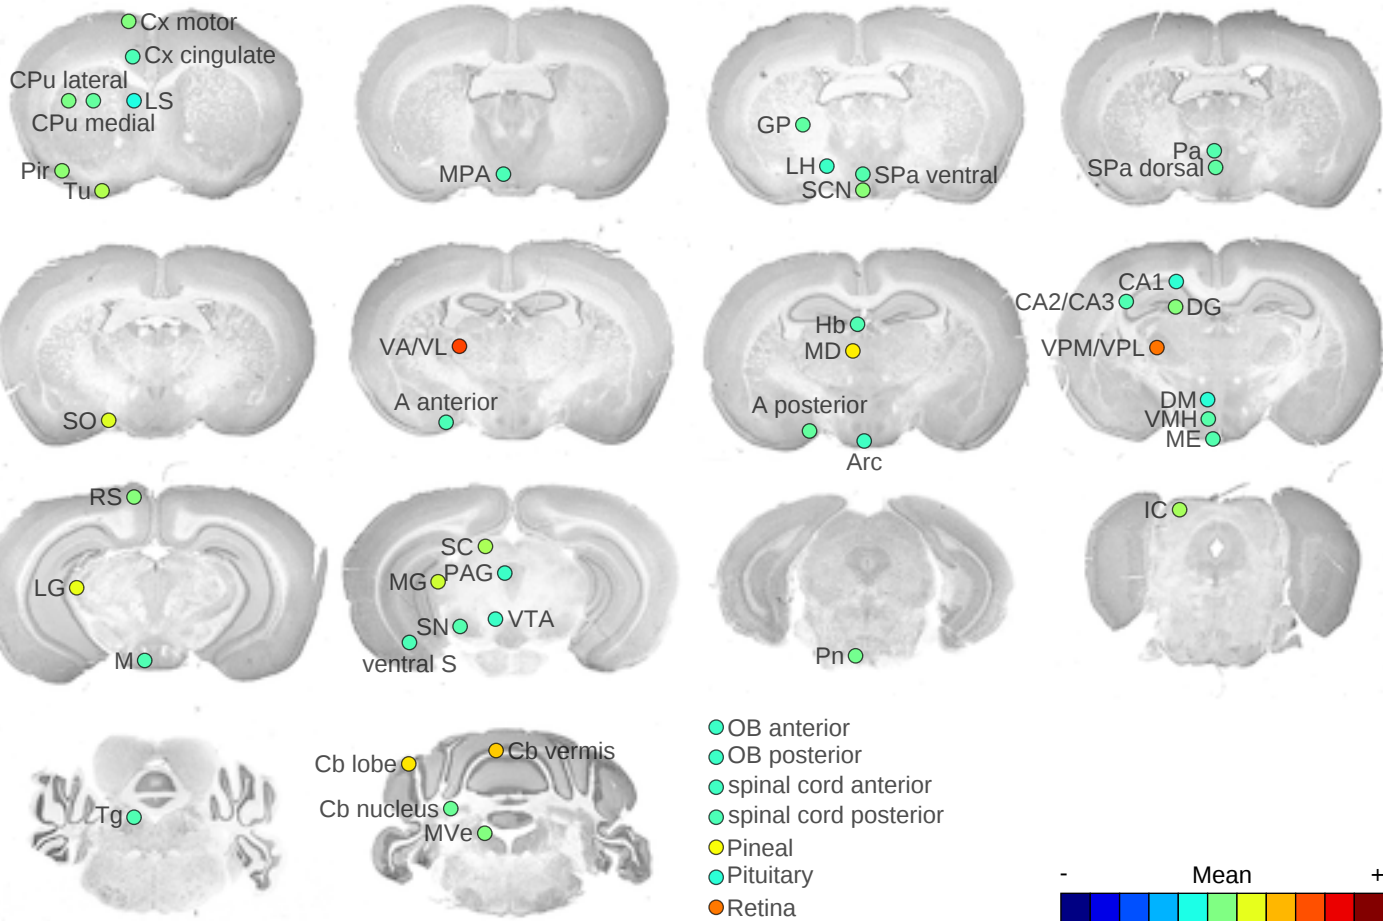 Cx motor
Cx cingulate
CPu lateral
LS
CPu medial
Pir
Tu
MPA
GP
LH
SPa ventral
SCN
Pa
SPa dorsal
SO
VA/VL
A anterior
Hb
MD
A posterior
Arc
CA1
CA2/CA3
DG
VPM/VPL
DM
VMH
ME
RS
LG
M
SC
PAG
MG
SN
VTA
ventral S
Pn
IC
Tg
Cb vermis
Cb lobe
Cb nucleus
MVe
OB anterior
OB posterior
spinal cord anterior
spinal cord posterior
Pineal
Pituitary
Retina
- Mean +